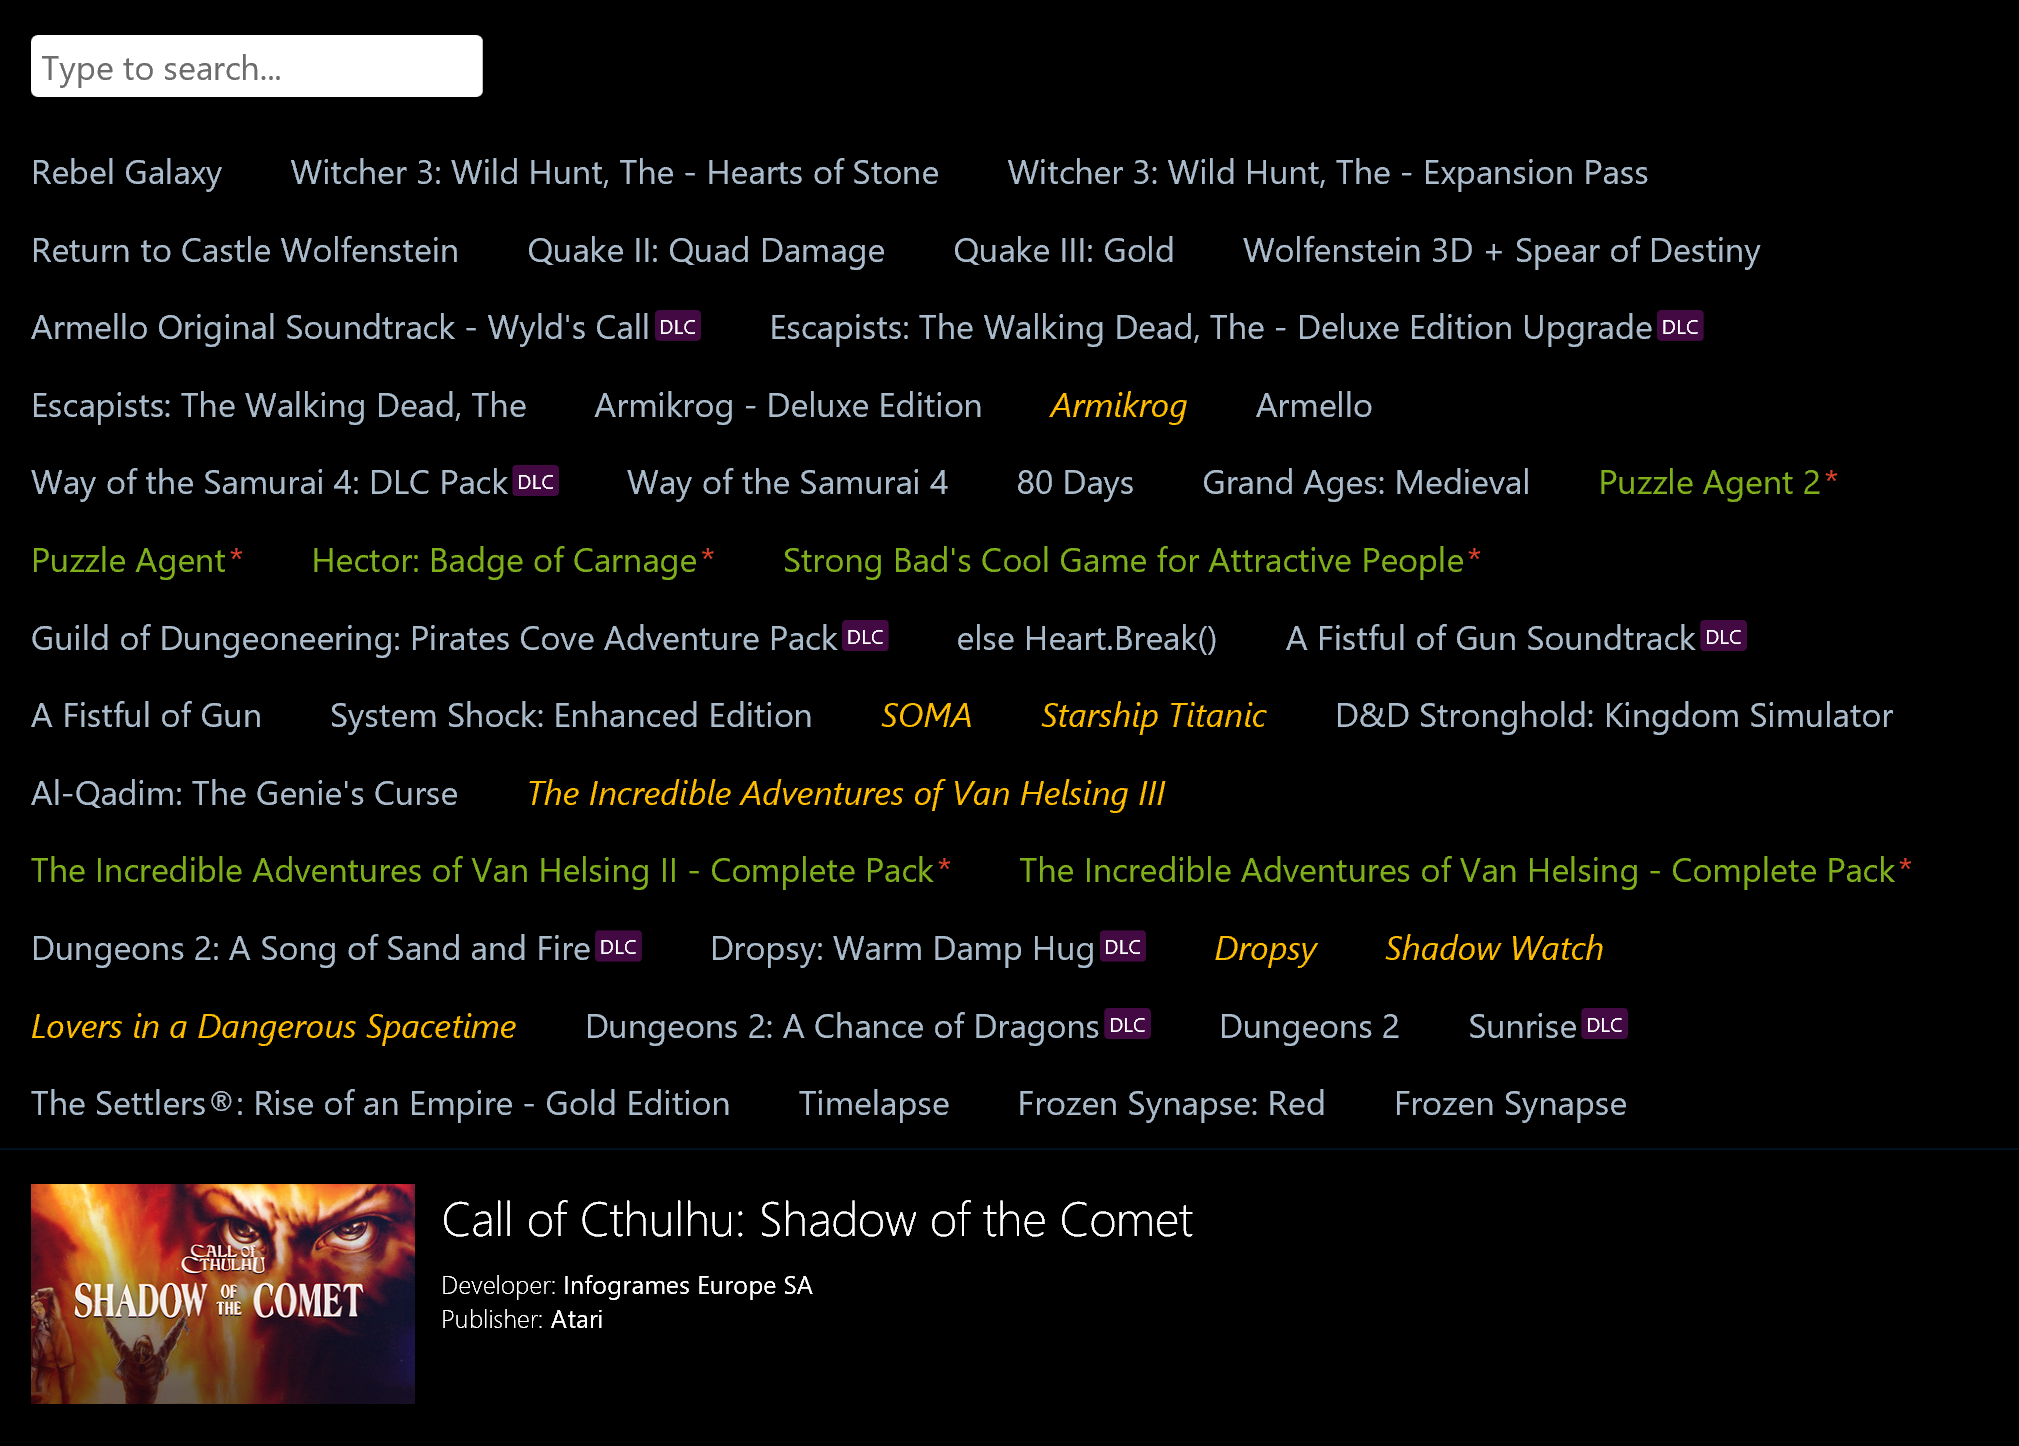 Type to search...
Rebel Galaxy Witcher 3: Wild Hunt, The - Hearts of Stone Witcher 3: Wild Hunt, The - Expansion Pass
Return to Castle Wolfenstein Quake II: Quad Damage Quake III: Gold Wolfenstein 3D + Spear of Destiny
Armello Original Soundtrack - Wyld's Call DLC Escapists: The Walking Dead, The - Deluxe Edition Upgrade DLC
Escapists: The Walking Dead, The Armikrog - Deluxe Edition Armikrog Armello
Way of the Samurai 4: DLC Pack DLC Way of the Samurai 4 80 Days Grand Ages: Medieval Puzzle Agent 2*
Puzzle Agent* Hector: Badge of Carnage* Strong Bad's Cool Game for Attractive People*
Guild of Dungeoneering: Pirates Cove Adventure Pack DLC else Heart.Break() A Fistful of Gun Soundtrack DLC
A Fistful of Gun System Shock: Enhanced Edition SOMA Starship Titanic D&D Stronghold: Kingdom Simulator
Al-Qadim: The Genie's Curse The Incredible Adventures of Van Helsing III
The Incredible Adventures of Van Helsing II - Complete Pack* The Incredible Adventures of Van Helsing - Complete Pack*
Dungeons 2: A Song of Sand and Fire DLC Dropsy: Warm Damp Hug DLC Dropsy Shadow Watch
Lovers in a Dangerous Spacetime Dungeons 2: A Chance of Dragons DLC Dungeons 2 Sunrise DLC
The Settlers®: Rise of an Empire - Gold Edition Timelapse Frozen Synapse: Red Frozen Synapse
CALL OF
CTHULHU
SHADOW OF THE COMET
Call of Cthulhu: Shadow of the Comet
Developer: Infogrames Europe SA
Publisher: Atari